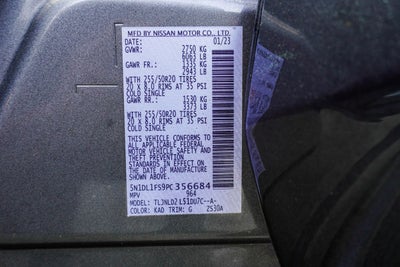 MFD BY NISSAN MOTOR CO., LTD.
DATE: 01/23
GVWR: 2750 KG
6063 LB
GAWR FR.: 1335 KG
2943 LB
WITH 255/50R20 TIRES
20 x 8.0 RIMS AT 35 PSI
COLD SINGLE
GAWR RR.: 1530 KG
3373 LB
WITH 255/50R20 TIRES
20 x 8.0 RIMS AT 35 PSI
COLD SINGLE
THIS VEHICLE CONFORMS TO
ALL APPLICABLE FEDERAL
MOTOR VEHICLE SAFETY AND
THEFT PREVENTION
STANDARDS IN EFFECT ON
THE DATE OF MANUFACTURE
SHOWN ABOVE.
5N1DL1FS9PC356684
MPV 964
MODEL: TLJNLDZ L51DU7C--A-
COLOR: KAD TRIM: G ZS30A